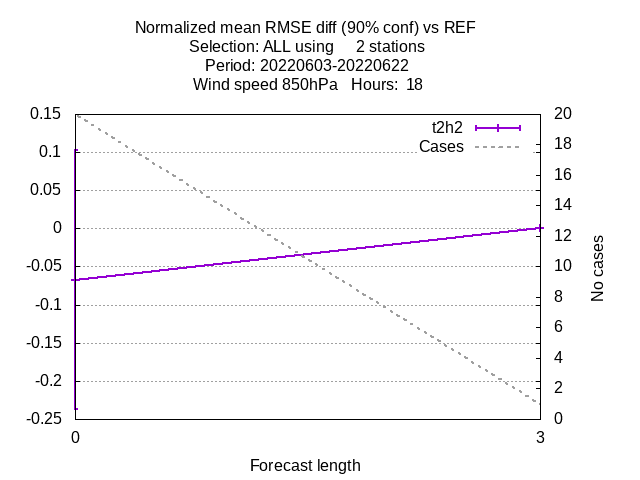 Normalized mean RMSE diff (90% conf) vs REF
Selection: ALL using     2 stations
Period: 20220603-20220622
Wind speed 850hPa   Hours:  18
t2h2
Cases
0.15
0.1
0.05
0
-0.05
-0.1
-0.15
-0.2
-0.25
20
18
16
14
12
10
8
6
4
2
0
No cases
0
3
Forecast length